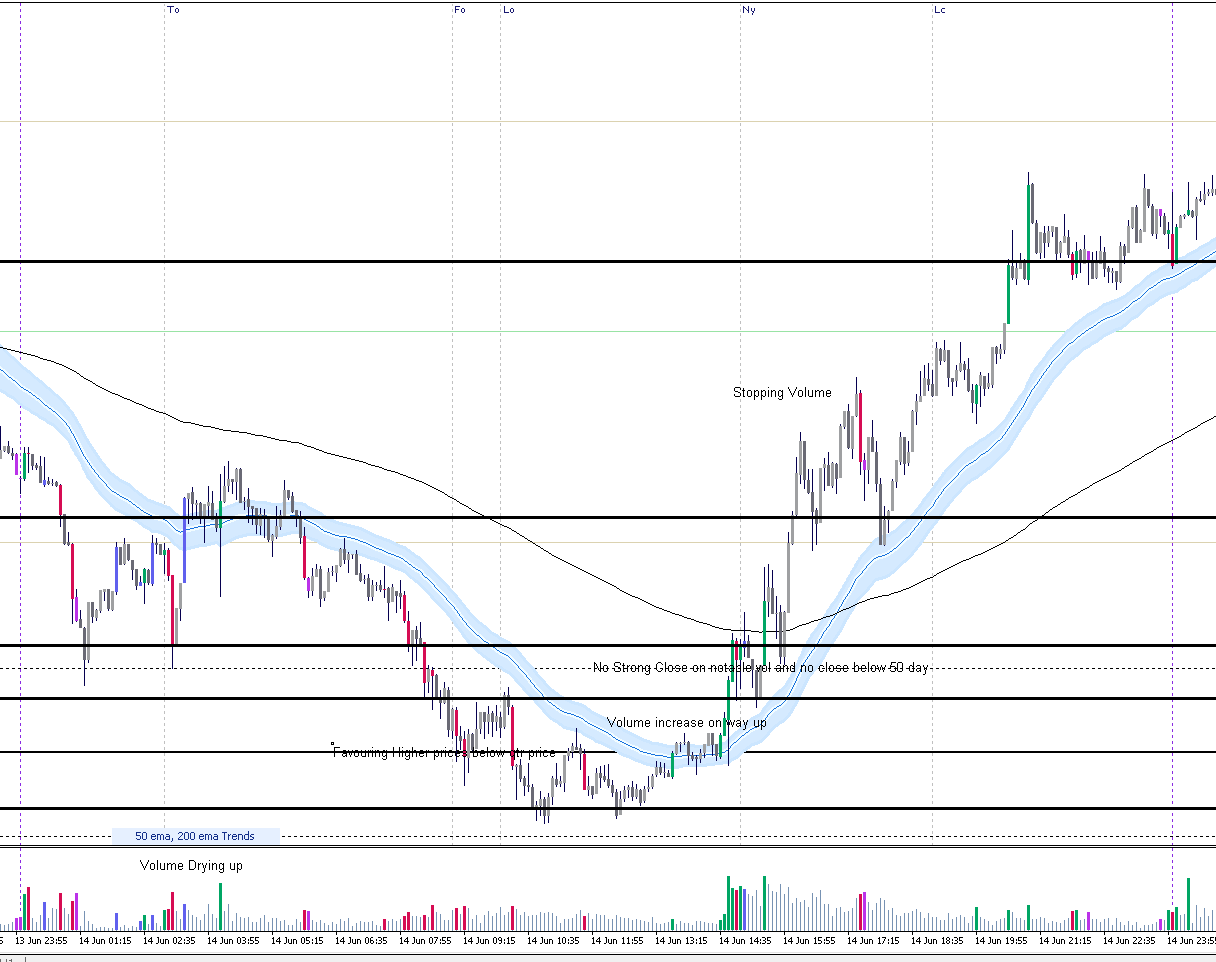 To Fo Lo Ny Lc
Stopping Volume
No Strong Close on notable vol and no close below 50 day
Volume increase on way up
Favouring Higher prices below qtr price
50 ema, 200 ema Trends
Volume Drying up
5 13 Jun 23:55 14 Jun 01:15 14 Jun 02:35 14 Jun 03:55 14 Jun 05:15 14 Jun 06:35 14 Jun 07:55 14 Jun 09:15 14 Jun 10:35 14 Jun 11:55 14 Jun 13:15 14 Jun 14:35 14 Jun 15:55 14 Jun 17:15 14 Jun 18:35 14 Jun 19:55 14 Jun 21:15 14 Jun 22:35 14 Jun 23:55